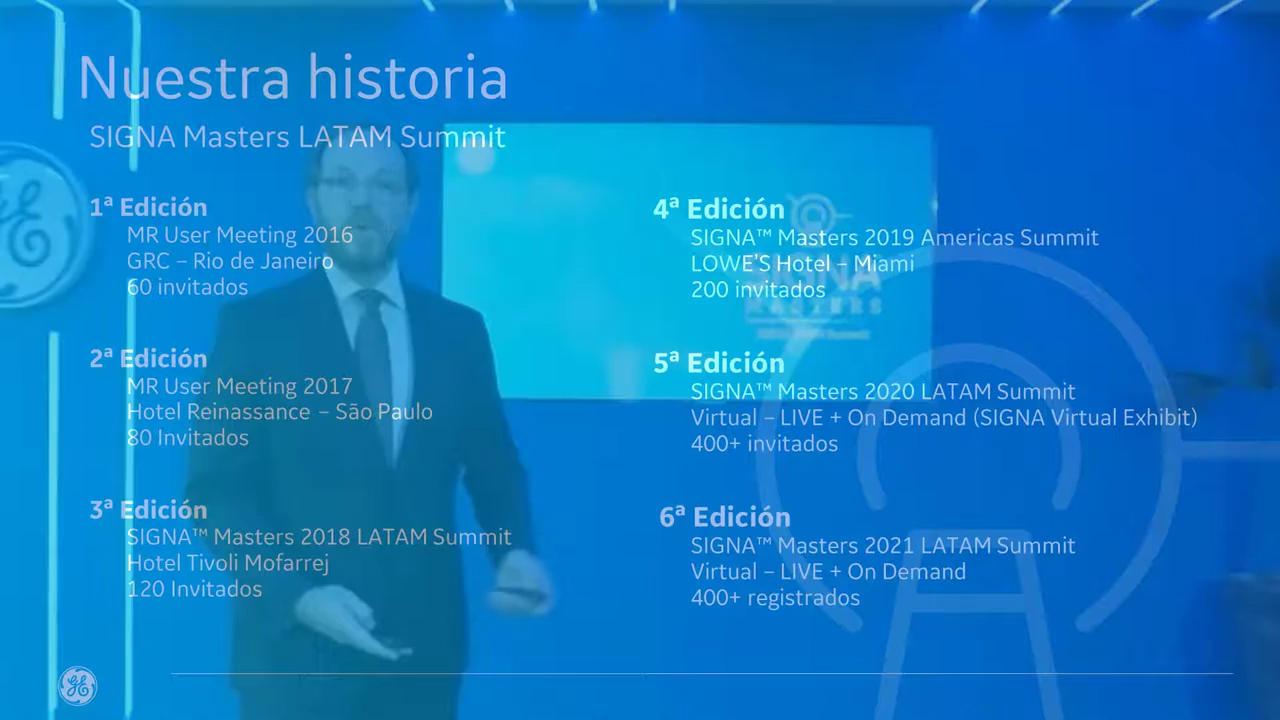 Nuestra historia
SIGNA Masters LATAM Summit
1ª Edición
MR User Meeting 2016
GRC – Rio de Janeiro
60 invitados
2ª Edición
MR User Meeting 2017
Hotel Reinassance – São Paulo
80 Invitados
3ª Edición
SIGNA™ Masters 2018 LATAM Summit
Hotel Tivoli Mofarrej
120 Invitados
4ª Edición
SIGNA™ Masters 2019 Americas Summit
LOWE'S Hotel – Miami
200 invitados
5ª Edición
SIGNA™ Masters 2020 LATAM Summit
Virtual – LIVE + On Demand (SIGNA Virtual Exhibit)
400+ invitados
6ª Edición
SIGNA™ Masters 2021 LATAM Summit
Virtual – LIVE + On Demand
400+ registrados
SIGNA
MASTERS
GE
GE